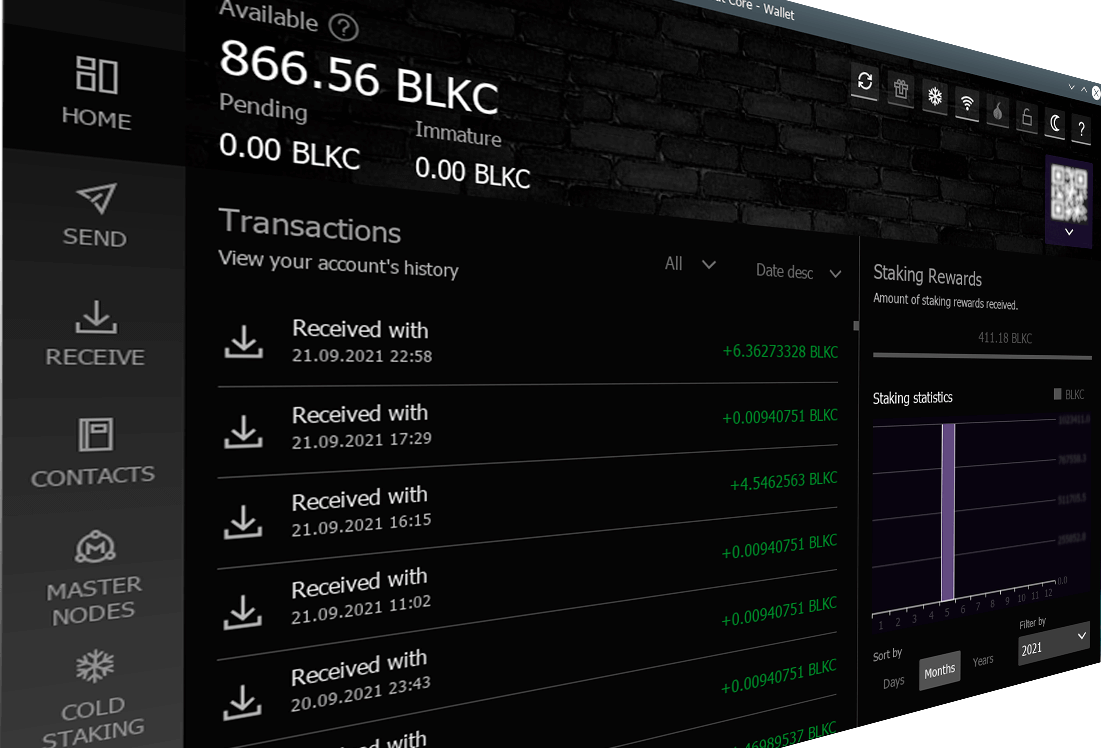 Core - Wallet
Available ?
866.56 BLKC
Pending
Immature
0.00 BLKC
0.00 BLKC
?
HOME
SEND
RECEIVE
CONTACTS
MASTER
NODES
COLD
STAKING
Transactions
View your account's history
All
Date desc
Received with
21.09.2021 22:58
+6.36273328 BLKC
Received with
21.09.2021 17:29
+0.00940751 BLKC
Received with
21.09.2021 16:15
+4.5462563 BLKC
Received with
21.09.2021 11:02
+0.00940751 BLKC
Received with
20.09.2021 23:43
+0.00940751 BLKC
+0.00940751 BLKC
with
46989537 BLKC
Staking Rewards
Amount of staking rewards received.
411.18 BLKC
Staking statistics
BLKC
0.0
1 2 3 4 5 6 7 8 9 10 11 12
Sort by
Days
Months
Years
Filter by
2021